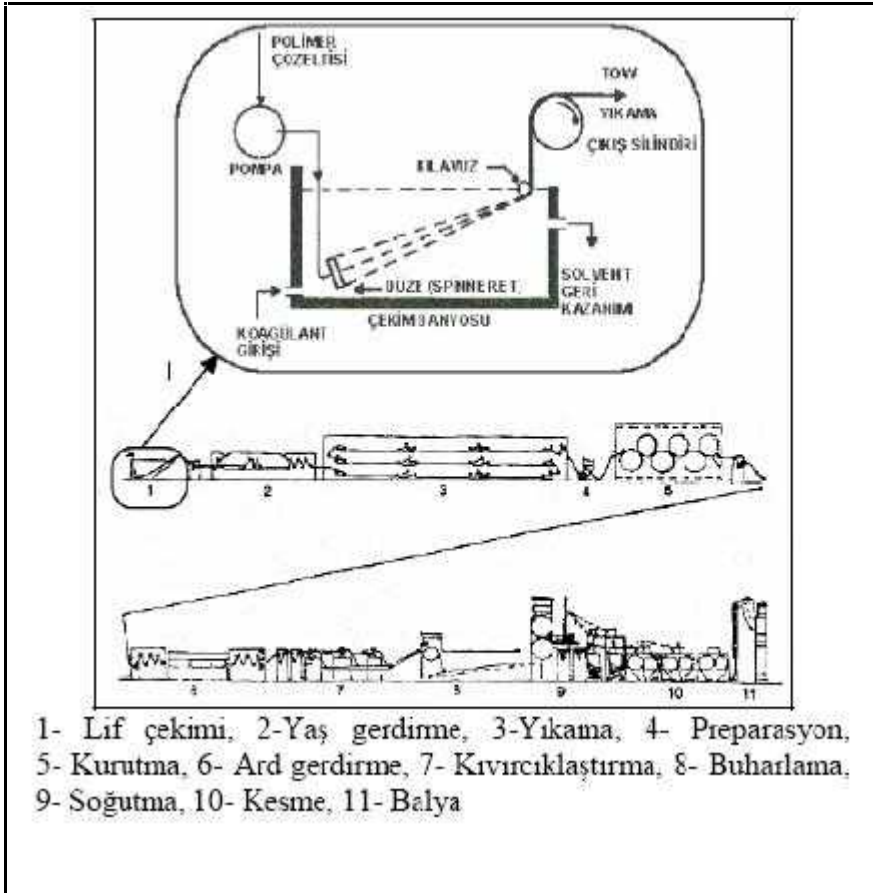 POLİMER
ÇOZELTİSİ
TOW
YIKAMA
ÇIKIŞ SİLİNDİRİ
POMPA
KILAVUZ
DUZE (SPINNERET)
SOLVENT
GERİ
KAZANIMI
ÇEKİM BANYOSU
KOAGULANT
GİRİŞİ
1
2
3
4
5
6
7
8
9
10
11
1- Lif çekimi, 2-Yaş gerdirme, 3-Yıkama, 4- Preparasyon,
5- Kurutma, 6- Ard gerdirme, 7- Kıvırcıklaştırma, 8- Buharlama,
9- Soğutma, 10- Kesme, 11- Balya